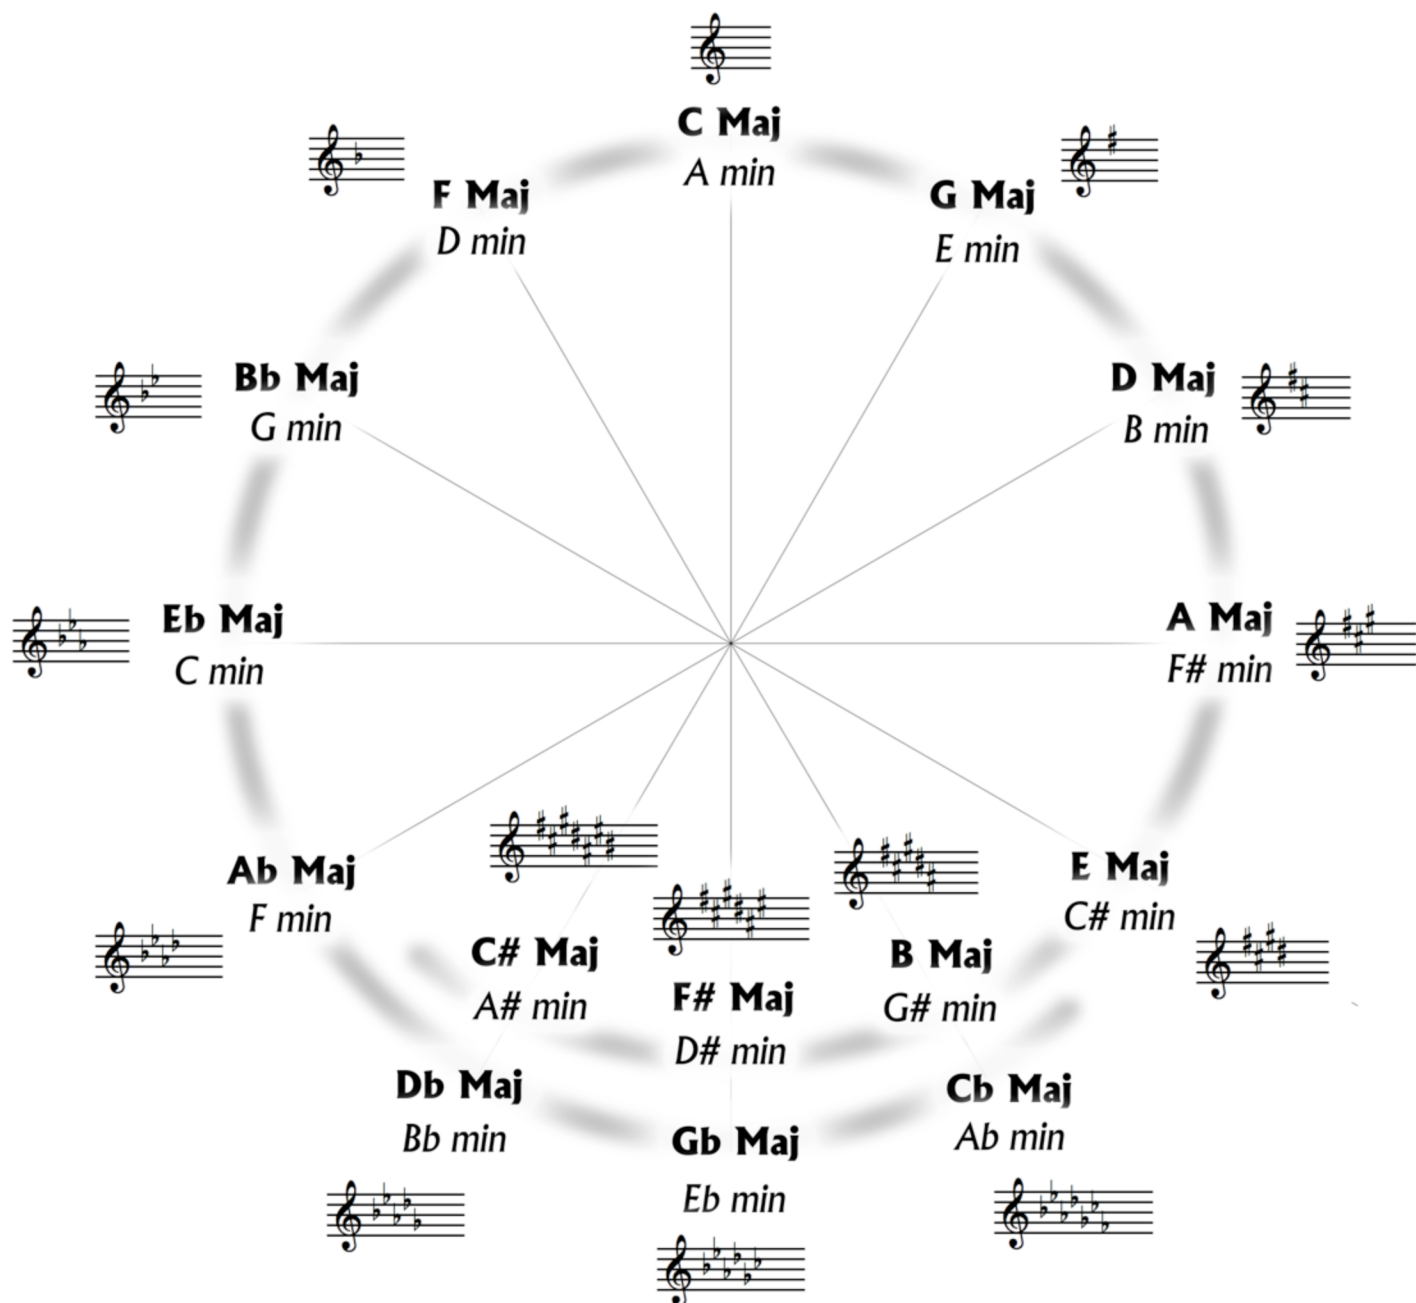 C Maj
A min
G Maj
E min
D Maj
B min
A Maj
F# min
E Maj
C# min
B Maj
G# min
Cb Maj
Ab min
F# Maj
D# min
Gb Maj
Eb min
C# Maj
A# min
Db Maj
Bb min
Ab Maj
F min
Eb Maj
C min
Bb Maj
G min
F Maj
D min